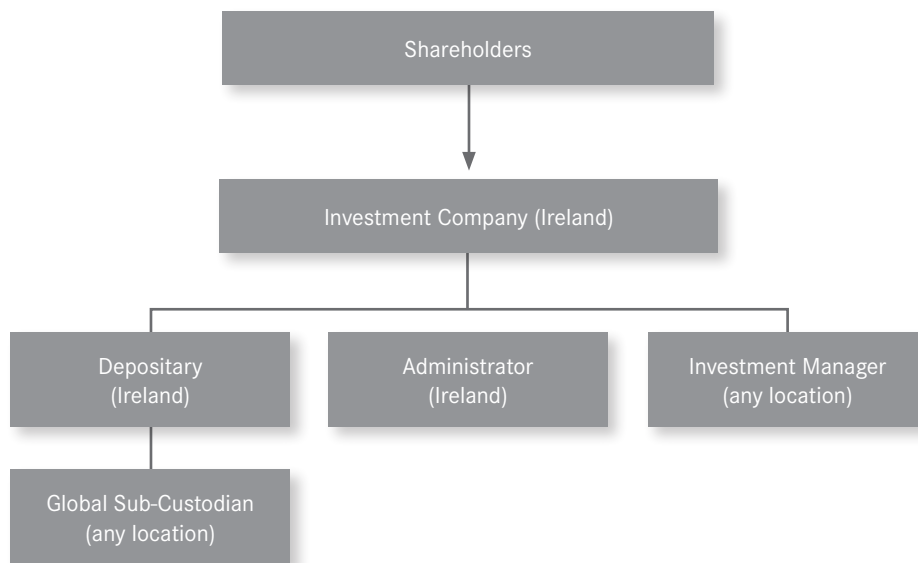 Shareholders
Investment Company (Ireland)
Depositary
(Ireland)
Administrator
(Ireland)
Investment Manager
(any location)
Global Sub-Custodian
(any location)